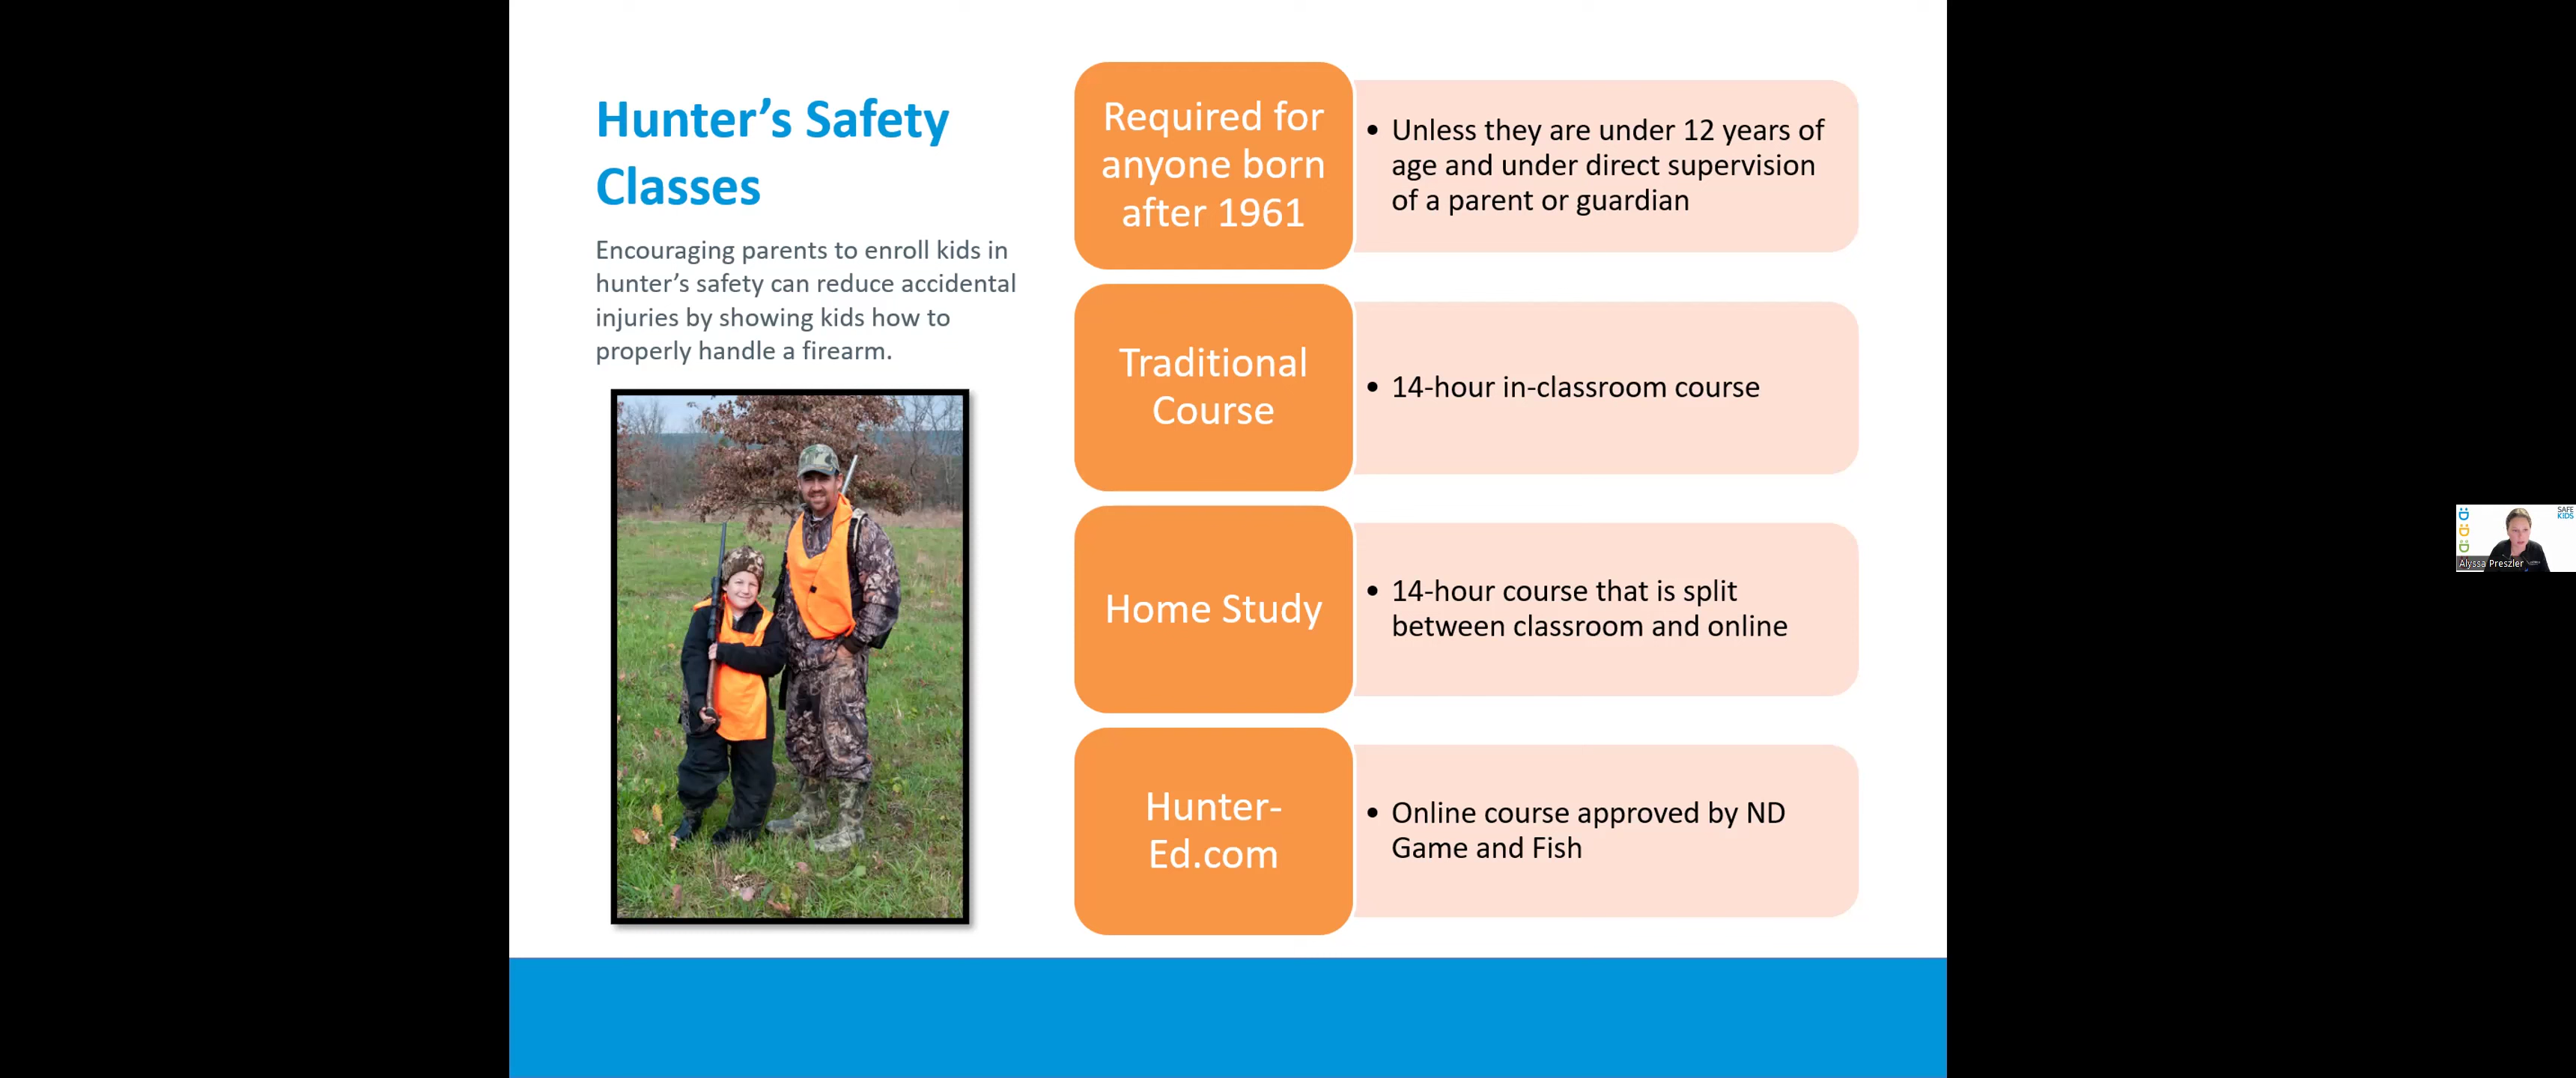 Hunter’s Safety
Classes
Encouraging parents to enroll kids in
hunter’s safety can reduce accidental
injuries by showing kids how to
properly handle a firearm.
Required for
anyone born
after 1961
• Unless they are under 12 years of
age and under direct supervision
of a parent or guardian
Traditional
Course
• 14-hour in-classroom course
Home Study
• 14-hour course that is split
between classroom and online
Hunter-
Ed.com
• Online course approved by ND
Game and Fish
:D
:D
:D
SAFE
KIDS
Alyssa Preszler